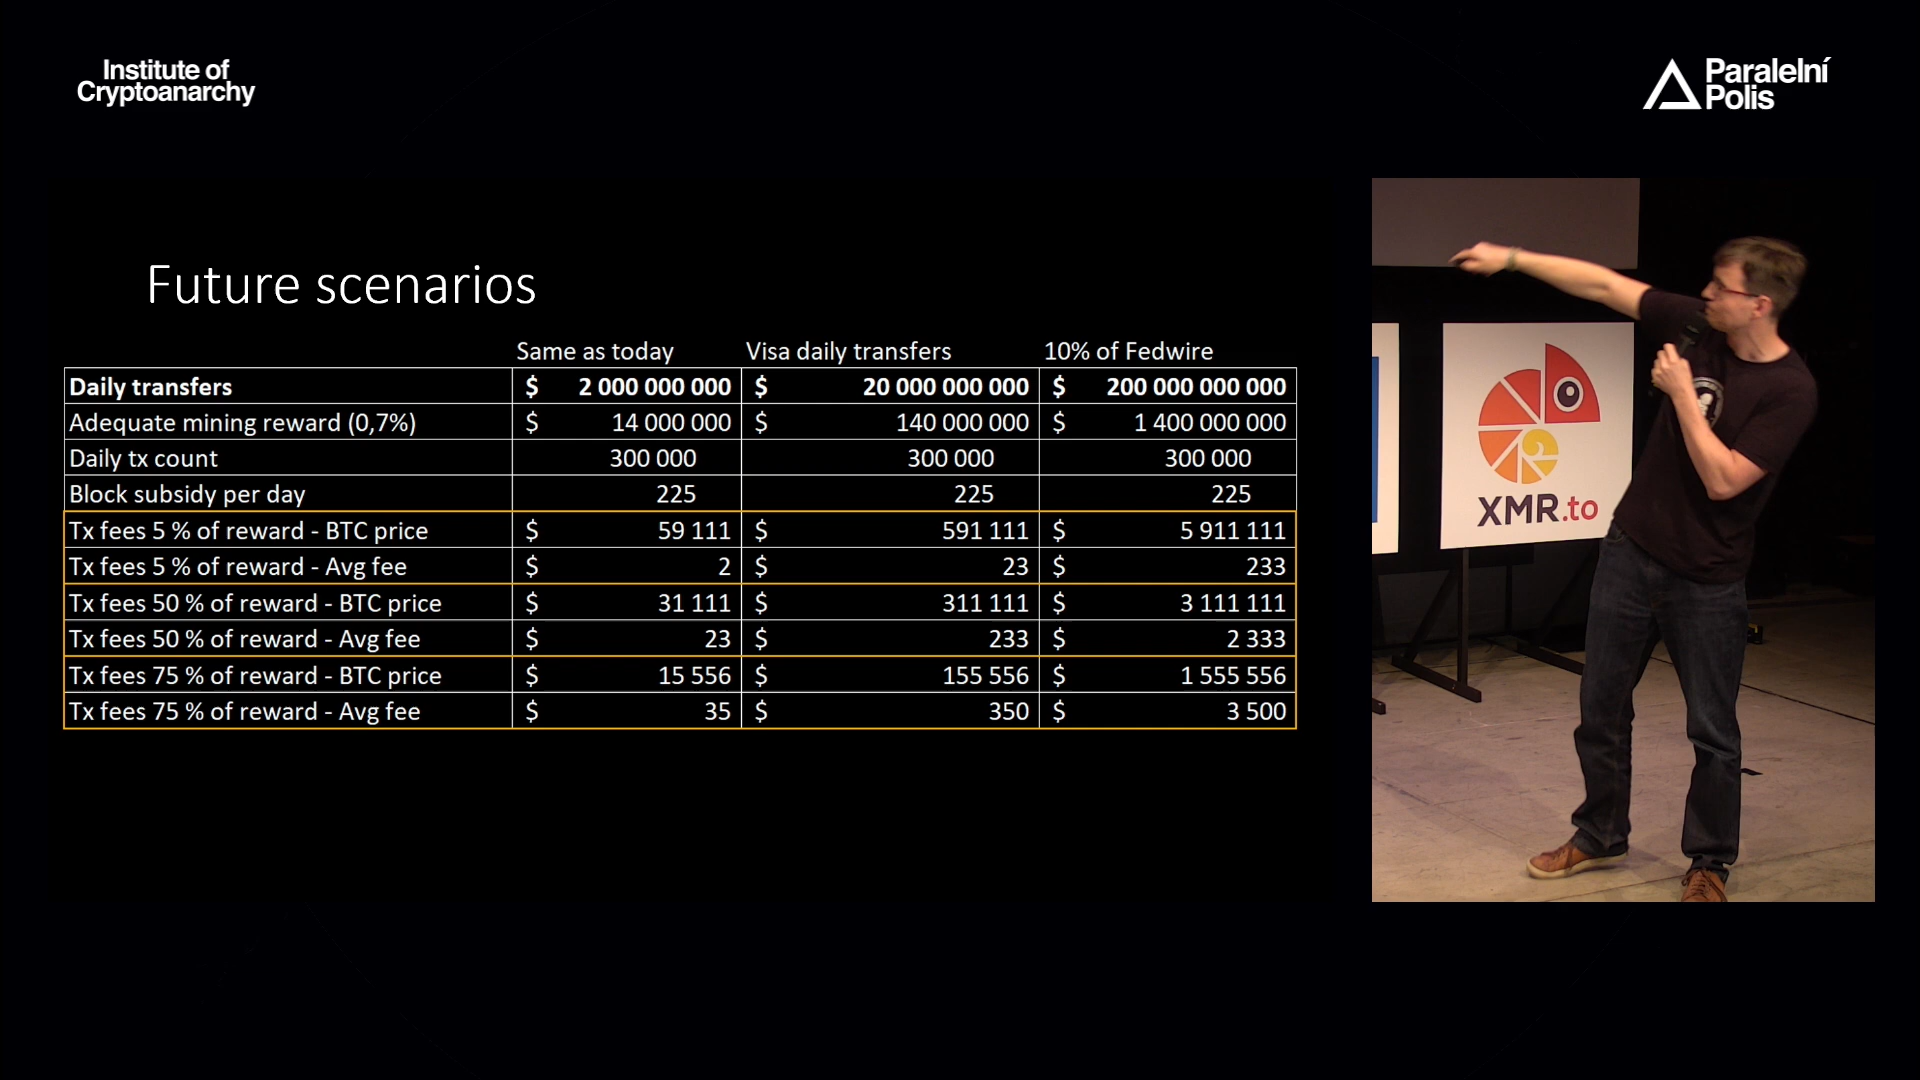 Institute of
Cryptoanarchy
Paralelní
Polis
Future scenarios
Same as today Visa daily transfers 10% of Fedwire
Daily transfers $ 2 000 000 000 $ 20 000 000 000 $ 200 000 000 000
Adequate mining reward (0,7%) $ 14 000 000 $ 140 000 000 $ 1 400 000 000
Daily tx count 300 000 300 000 300 000
Block subsidy per day 225 225 225
Tx fees 5 % of reward - BTC price $ 59 111 $ 591 111 $ 5 911 111
Tx fees 5 % of reward - Avg fee $ 2 $ 23 $ 233
Tx fees 50 % of reward - BTC price $ 31 111 $ 311 111 $ 3 111 111
Tx fees 50 % of reward - Avg fee $ 23 $ 233 $ 2 333
Tx fees 75 % of reward - BTC price $ 15 556 $ 155 556 $ 1 555 556
Tx fees 75 % of reward - Avg fee $ 35 $ 350 $ 3 500
XMR.to